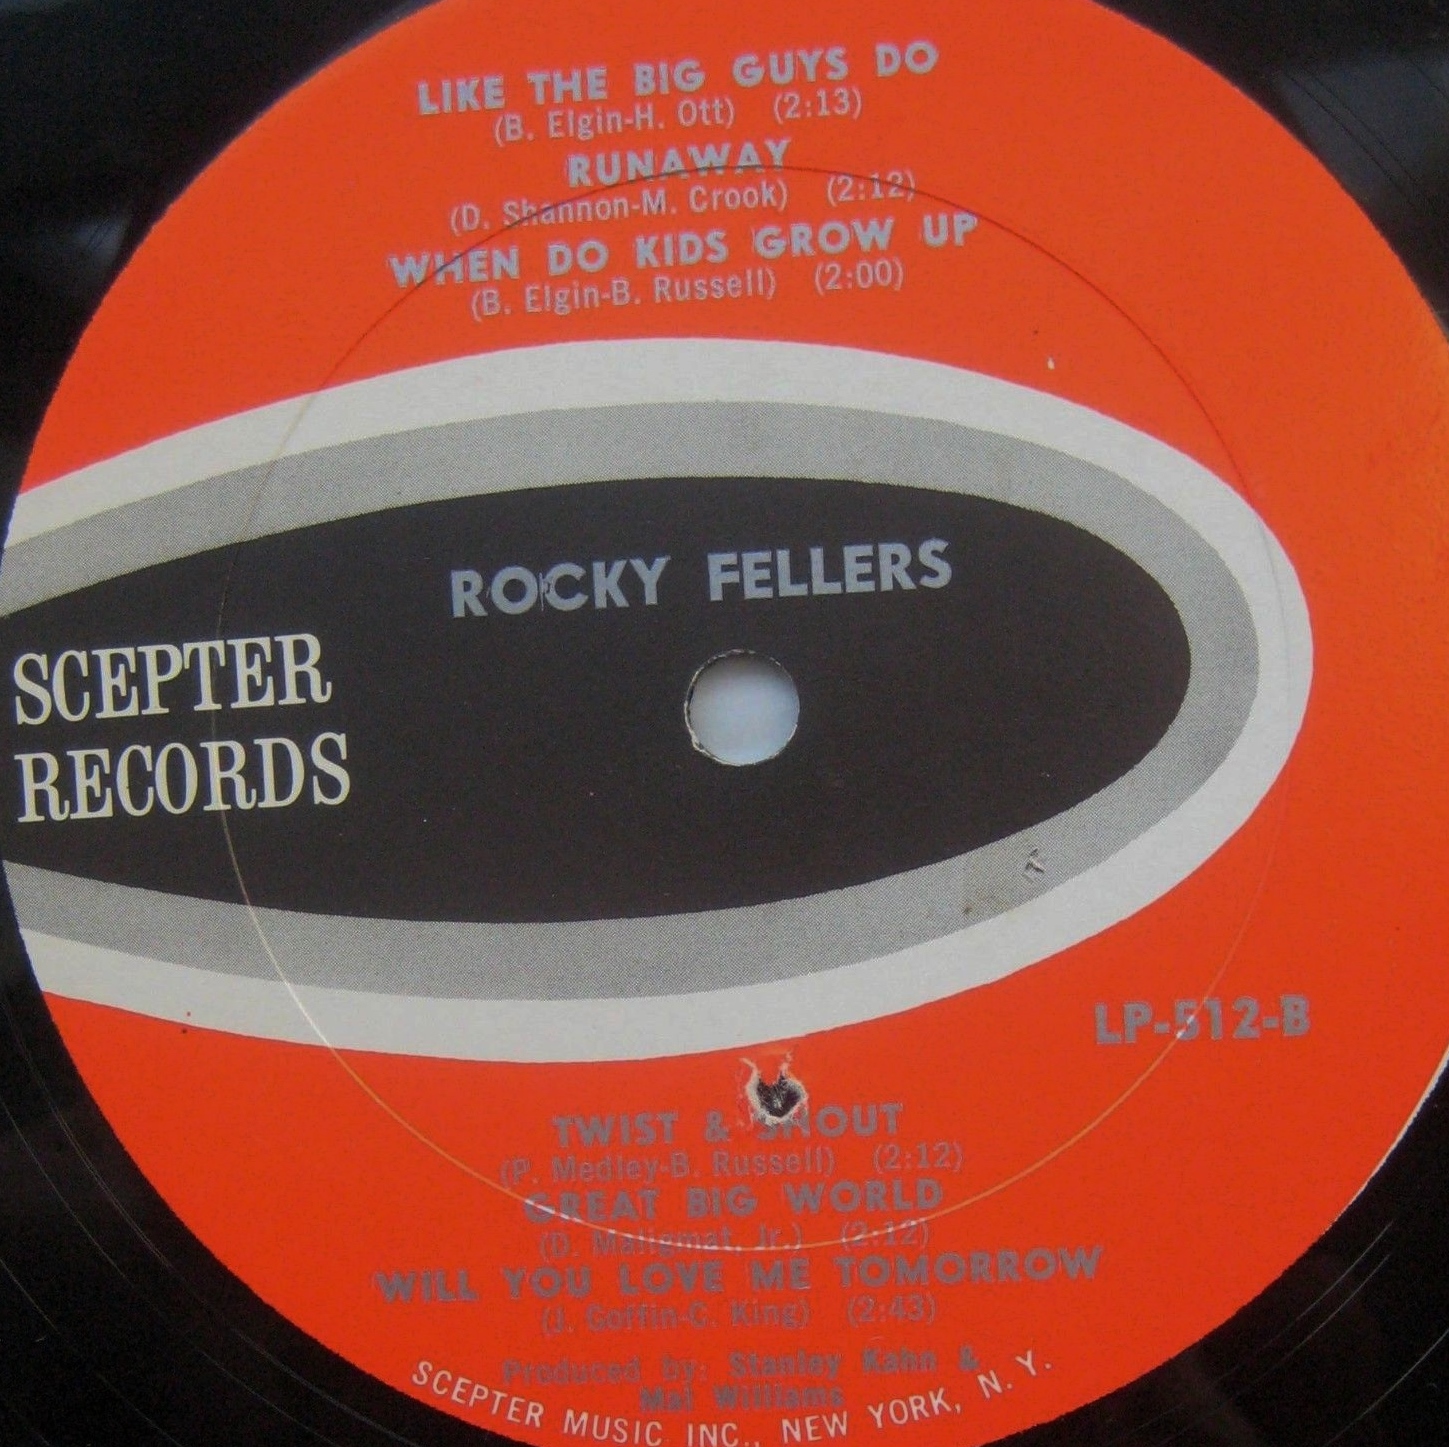 LIKE THE BIG GUYS DO
(B. Elgin-H. Ott) (2:13)
RUNAWAY
(D. Shannon-M. Crook) (2:12)
WHEN DO KIDS GROW UP
(B. Elgin-B. Russell) (2:00)
ROCKY FELLERS
SCEPTER
RECORDS
LP-512-B
TWIST & SHOUT
(P. Medley-B. Russell) (2:12)
GREAT BIG WORLD
(D. Maligmat, Jr.) (2:12)
WILL YOU LOVE ME TOMORROW
(J. Goffin-C. King) (2:43)
Produced by: Stanley Kahn &
Mal Williams
SCEPTER MUSIC INC., NEW YORK, N. Y.